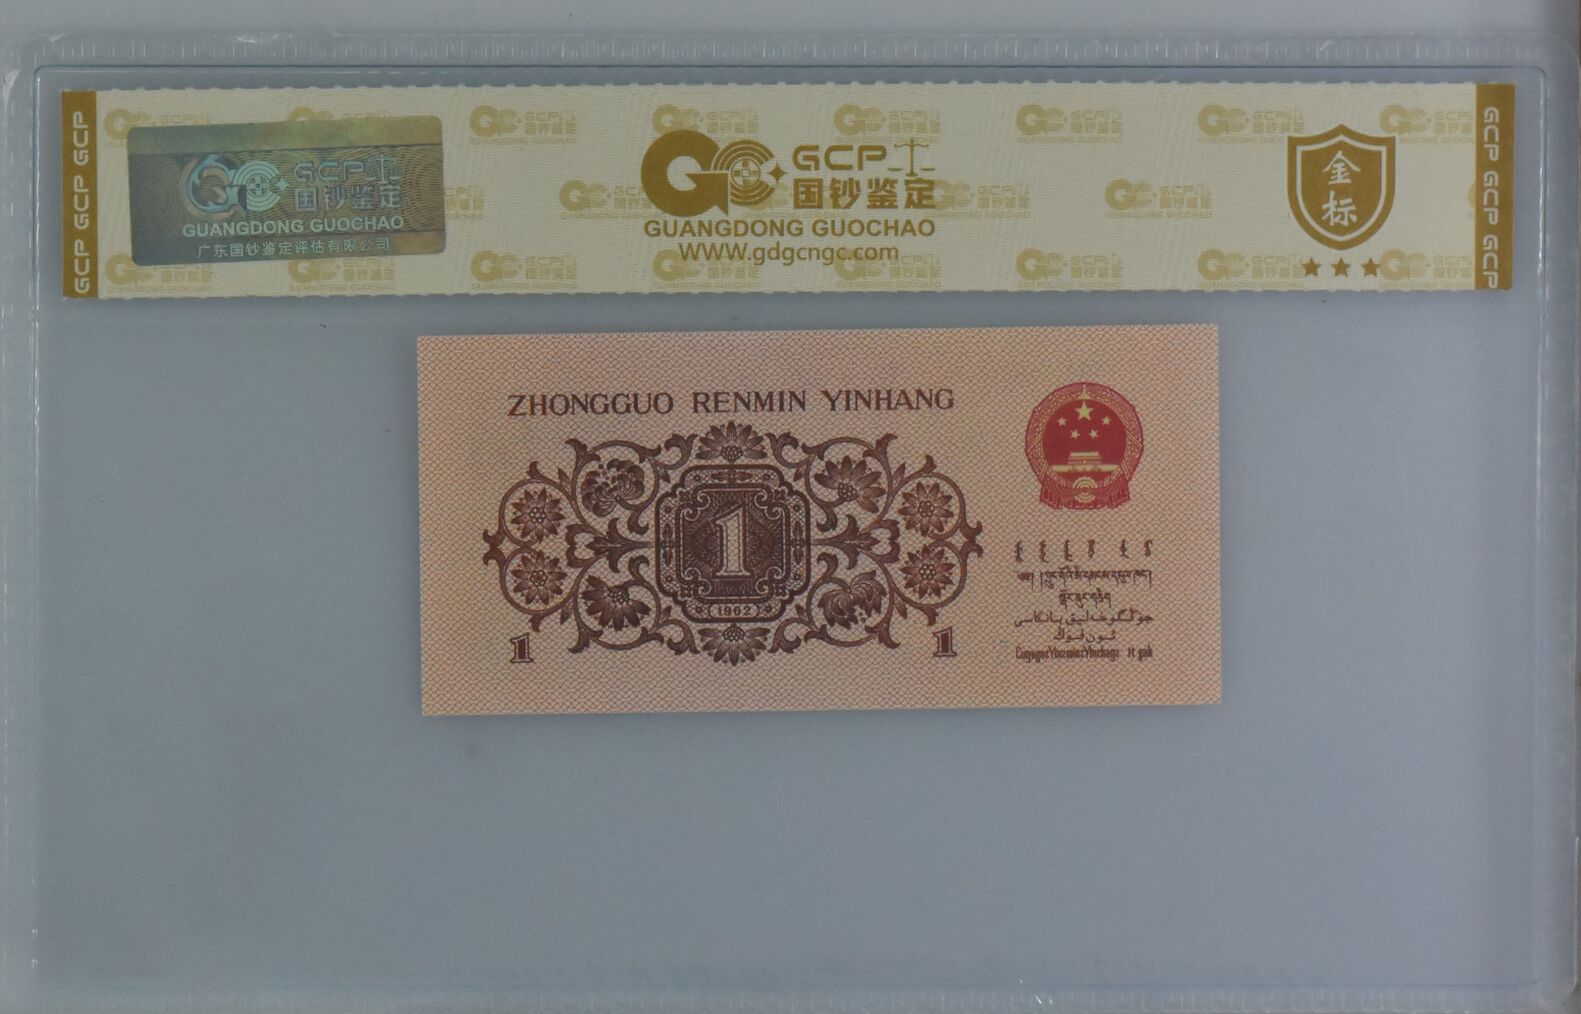 GCP GCP GCP
GCP 国钞鉴定
GUANGDONG GUOCHAO
广东国钞鉴定评估有限公司
GCP
国钞鉴定
GUANGDONG GUOCHAO
WWW.gdgcngc.com
金标
GCP GCP GCP
ZHONGGUO RENMIN YINHANG
1
(1962)
1
1